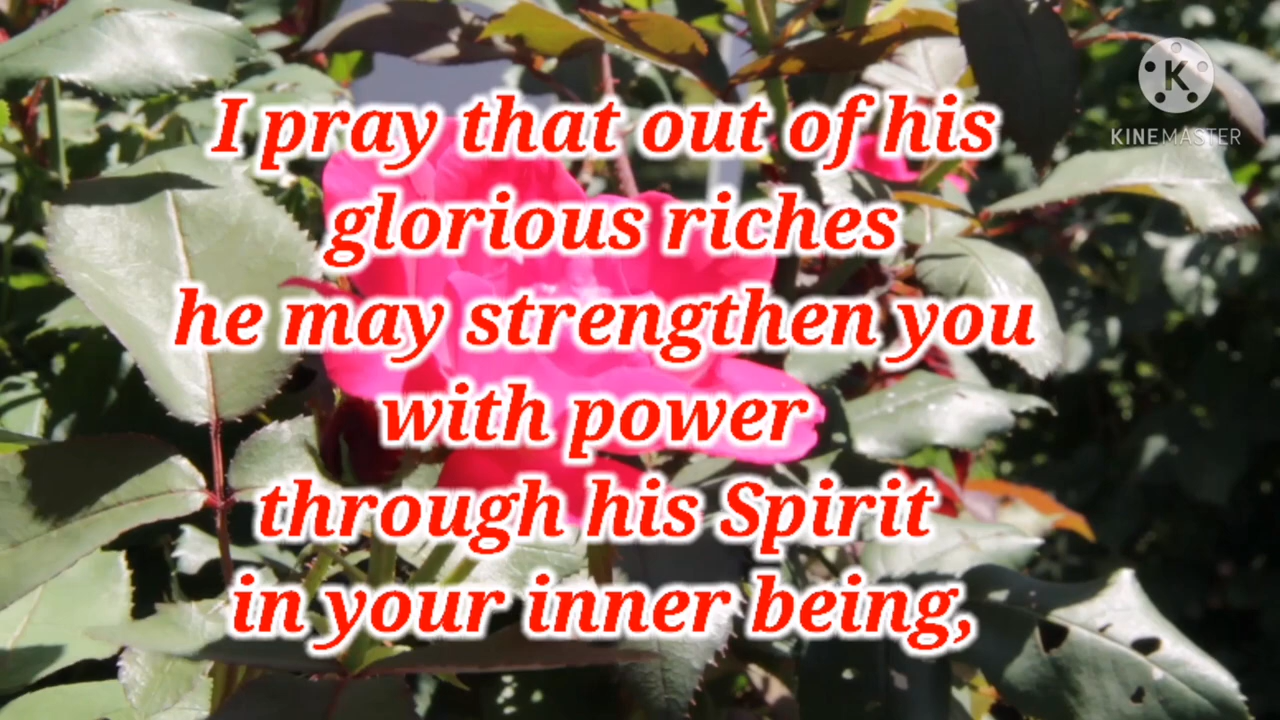 I pray that out of his
glorious riches
he may strengthen you
with power
through his Spirit
in your inner being,
K
KINEMASTER